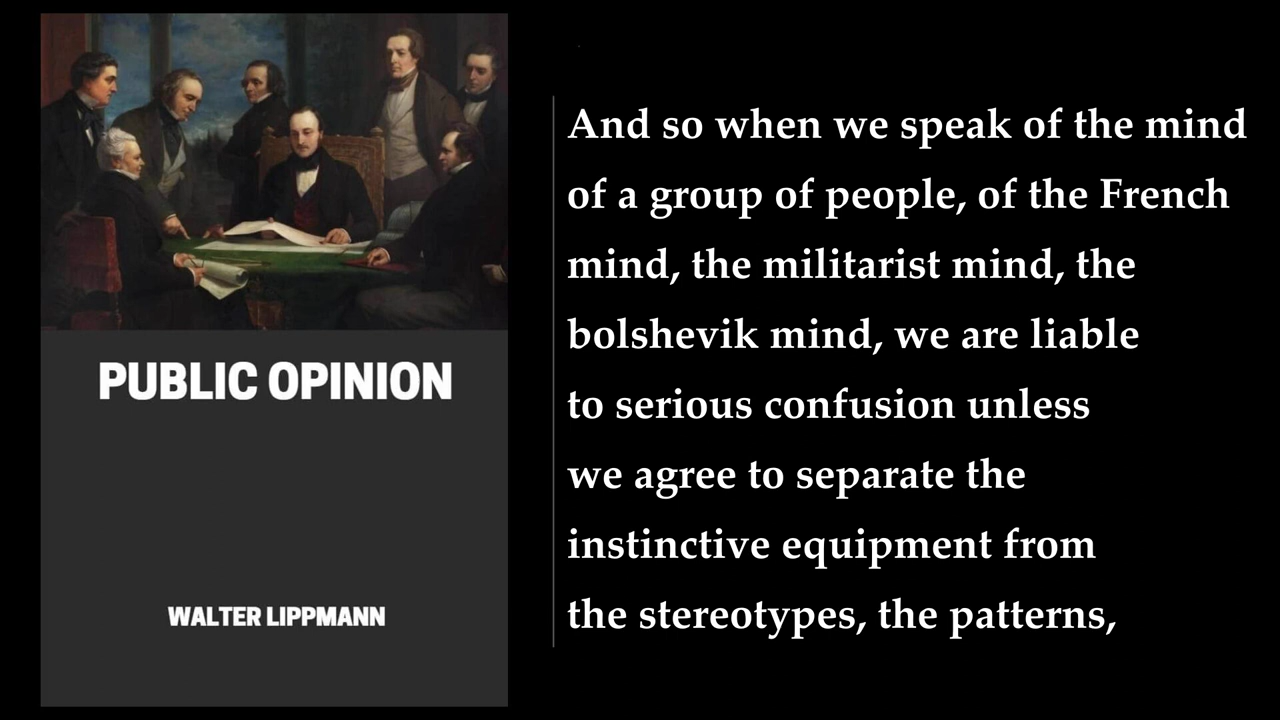 PUBLIC OPINION
WALTER LIPPMANN
And so when we speak of the mind
of a group of people, of the French
mind, the militarist mind, the
bolshevik mind, we are liable
to serious confusion unless
we agree to separate the
instinctive equipment from
the stereotypes, the patterns,